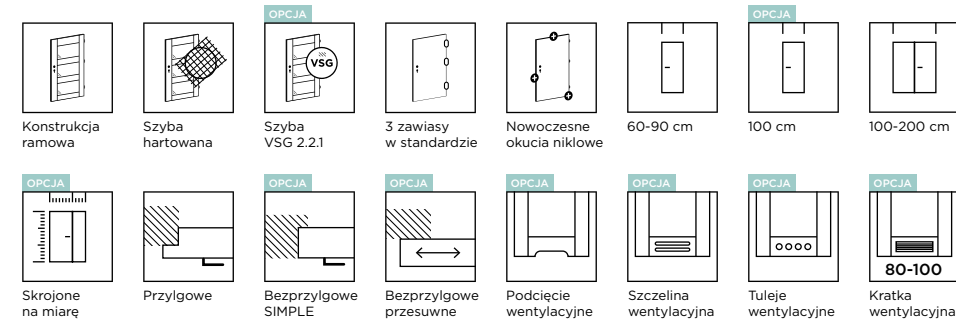 OPCJA
OPCJA
VSG
Konstrukcja
ramowa
Szyba
hartowana
Szyba
VSG 2.2.1
3 zawiasy
w standardzie
Nowoczesne
okucia niklowe
60-90 cm
100 cm
100-200 cm
OPCJA
OPCJA
OPCJA
OPCJA
OPCJA
OPCJA
OPCJA
80-100
Skrojone
na miarę
Przylgowe
Bezprzylgowe
SIMPLE
Bezprzylgowe
przesuwne
Podcięcie
wentylacyjne
Szczelina
wentylacyjna
Tuleje
wentylacyjne
Kratka
wentylacyjna